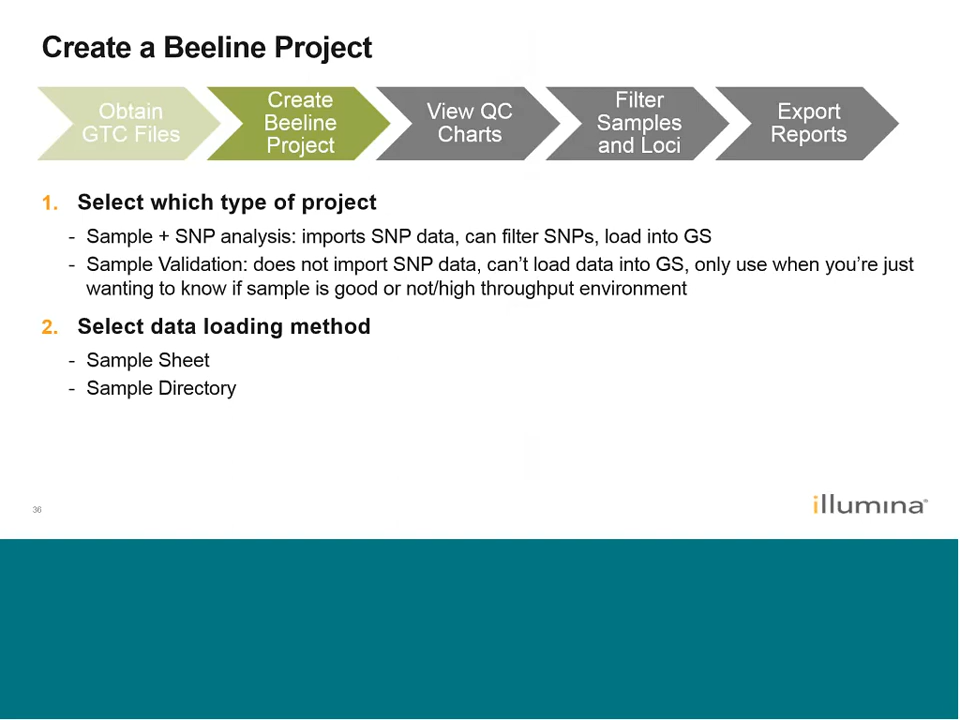 Create a Beeline Project
Obtain
GTC Files
Create
Beeline
Project
View QC
Charts
Filter
Samples
and Loci
Export
Reports
1. Select which type of project
- Sample + SNP analysis: imports SNP data, can filter SNPs, load into GS
- Sample Validation: does not import SNP data, can’t load data into GS, only use when you’re just
wanting to know if sample is good or not/high throughput environment
2. Select data loading method
- Sample Sheet
- Sample Directory
36
illumina®